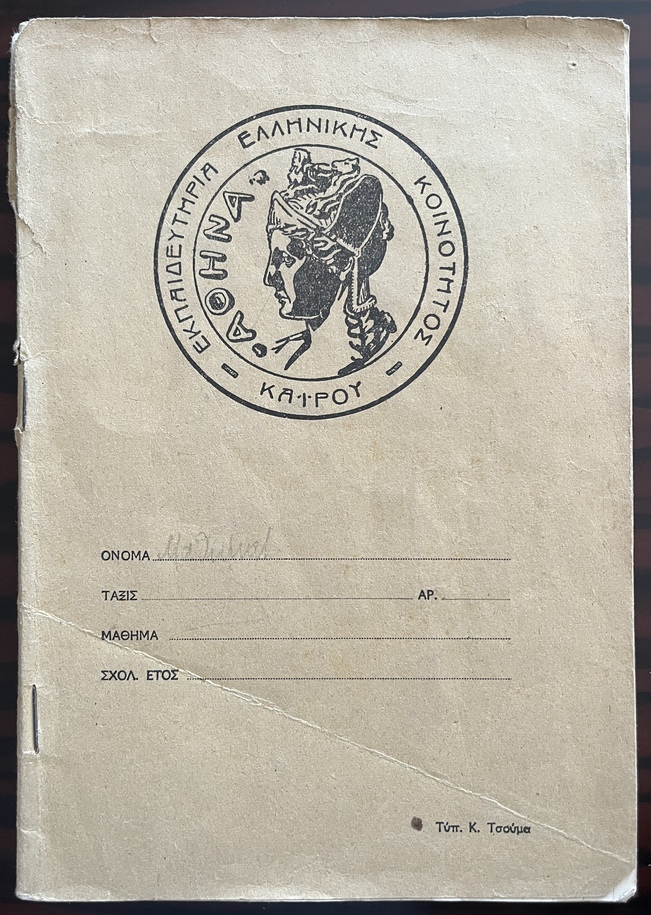 ΕΚΠΑΙΔΕΥΤΗΡΙΑ ΕΛΛΗΝΙΚΗΣ ΚΟΙΝΟΤΗΤΟΣ
– ΚΑΪΡΟΥ –
ΑΘΗΝΑ
ΟΝΟΜΑ
ΤΑΞΙΣ ΑΡ.
ΜΑΘΗΜΑ
ΣΧΟΛ. ΕΤΟΣ
Τύπ. Κ. Τσούμα